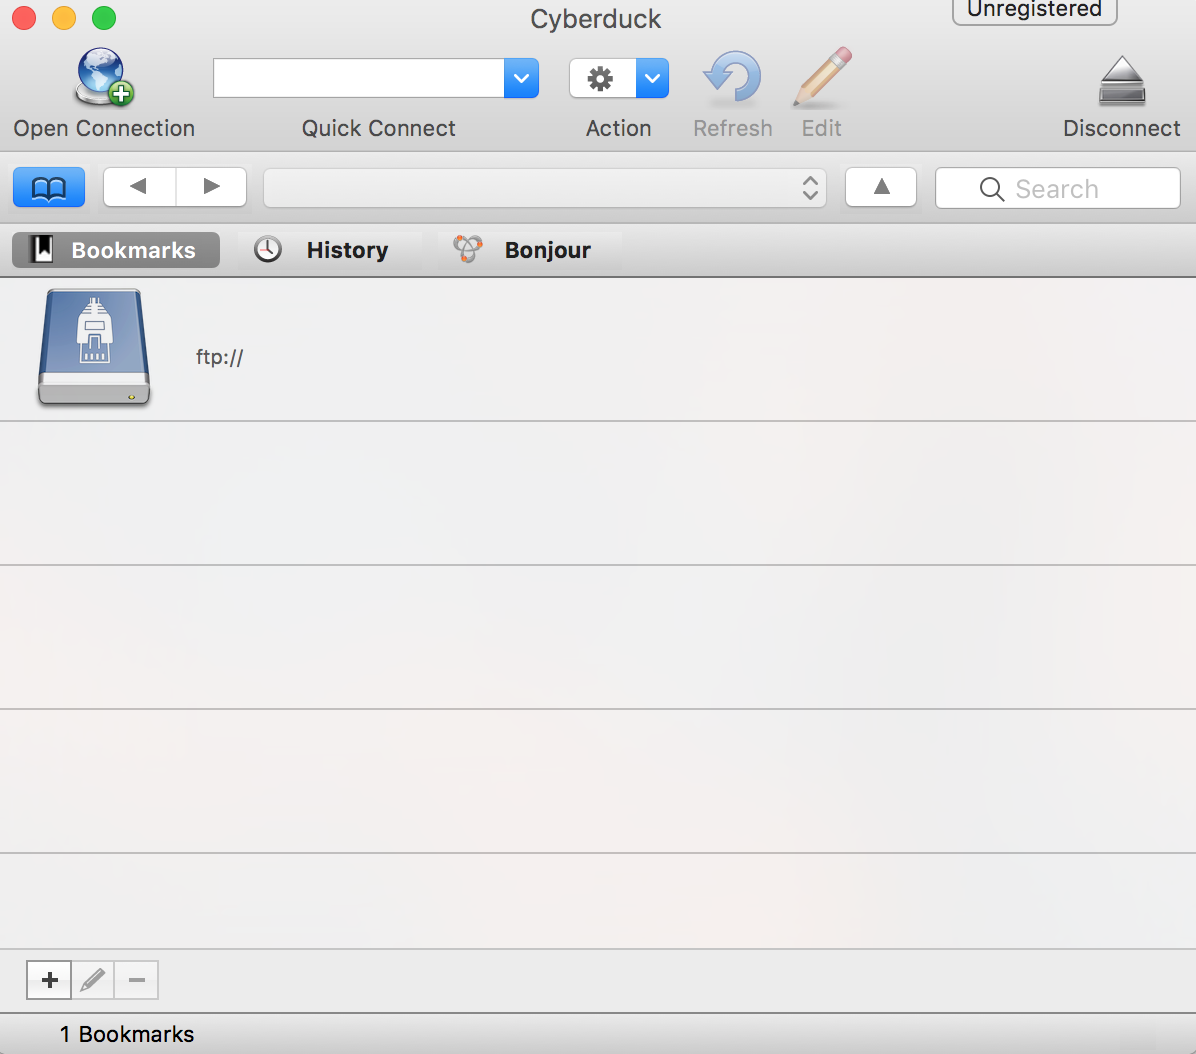 Cyberduck
Unregistered
Open Connection
Quick Connect
Action
Refresh
Edit
Disconnect
Search
Bookmarks
History
Bonjour
ftp://
1 Bookmarks